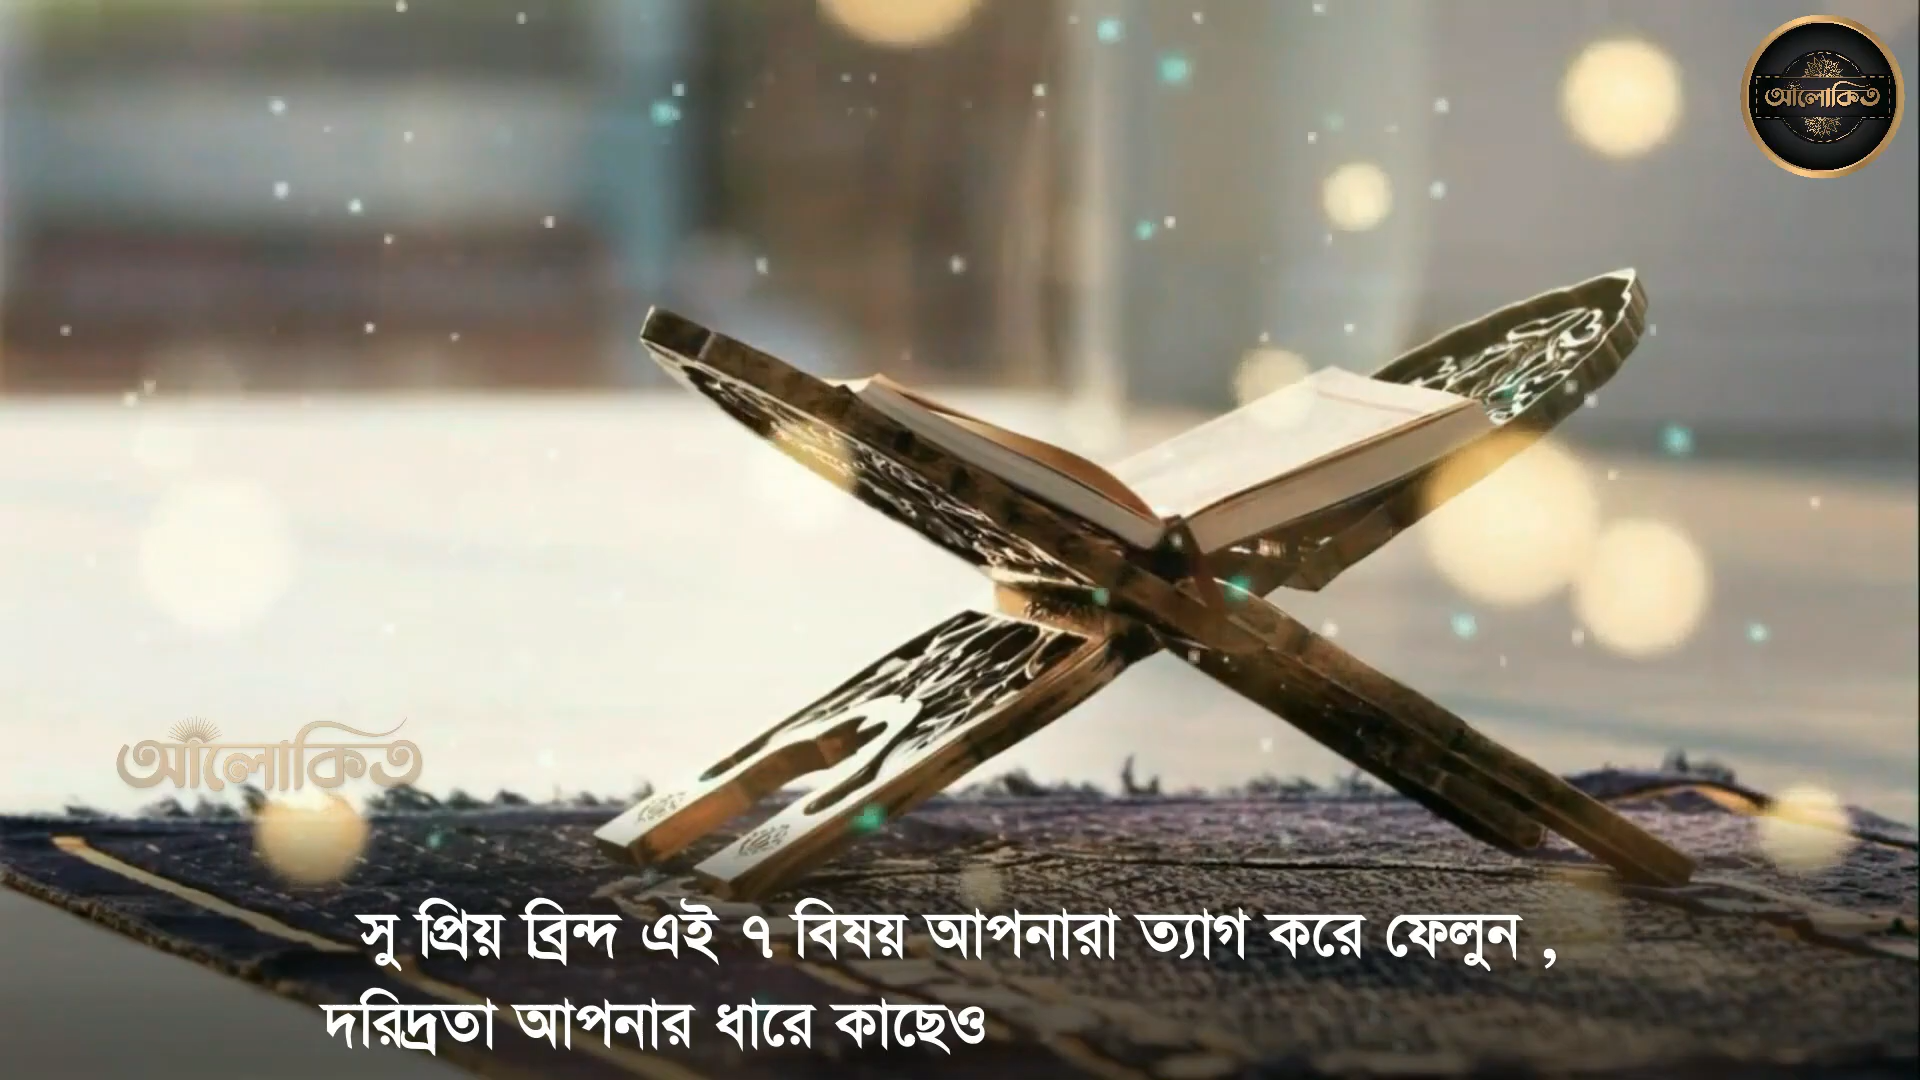 আলোকিত
আলোকিত
সু প্রিয় ব্রিন্দ এই ৭ বিষয় আপনারা ত্যাগ করে ফেলুন ,
দরিদ্রতা আপনার ধারে কাছেও